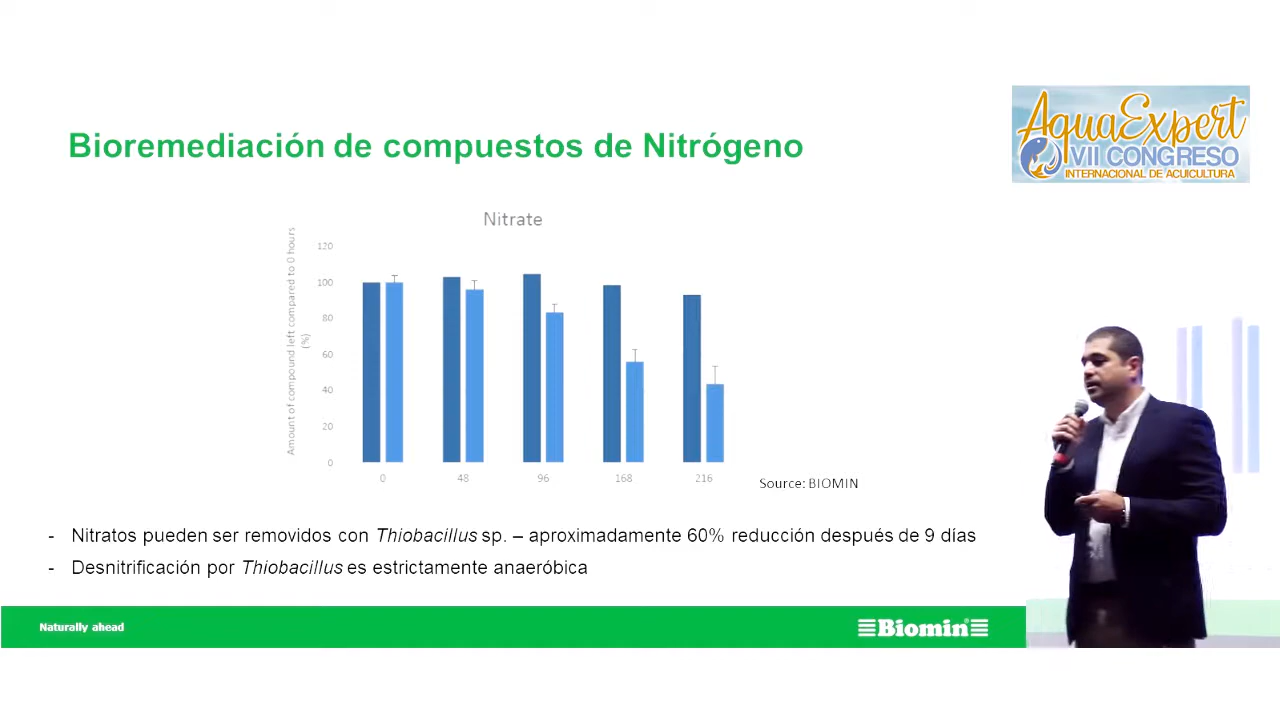 AquaExpert
VII CONGRESO
INTERNACIONAL DE ACUICULTURA
Bioremediación de compuestos de Nitrógeno
Nitrate
Amount of compound left compared to 0 hours
(%)
120
100
80
60
40
20
0
0 48 96 168 216
Source: BIOMIN
- Nitratos pueden ser removidos con Thiobacillus sp. – aproximadamente 60% reducción después de 9 días
- Desnitrificación por Thiobacillus es estrictamente anaeróbica
Naturally ahead
Biomin®